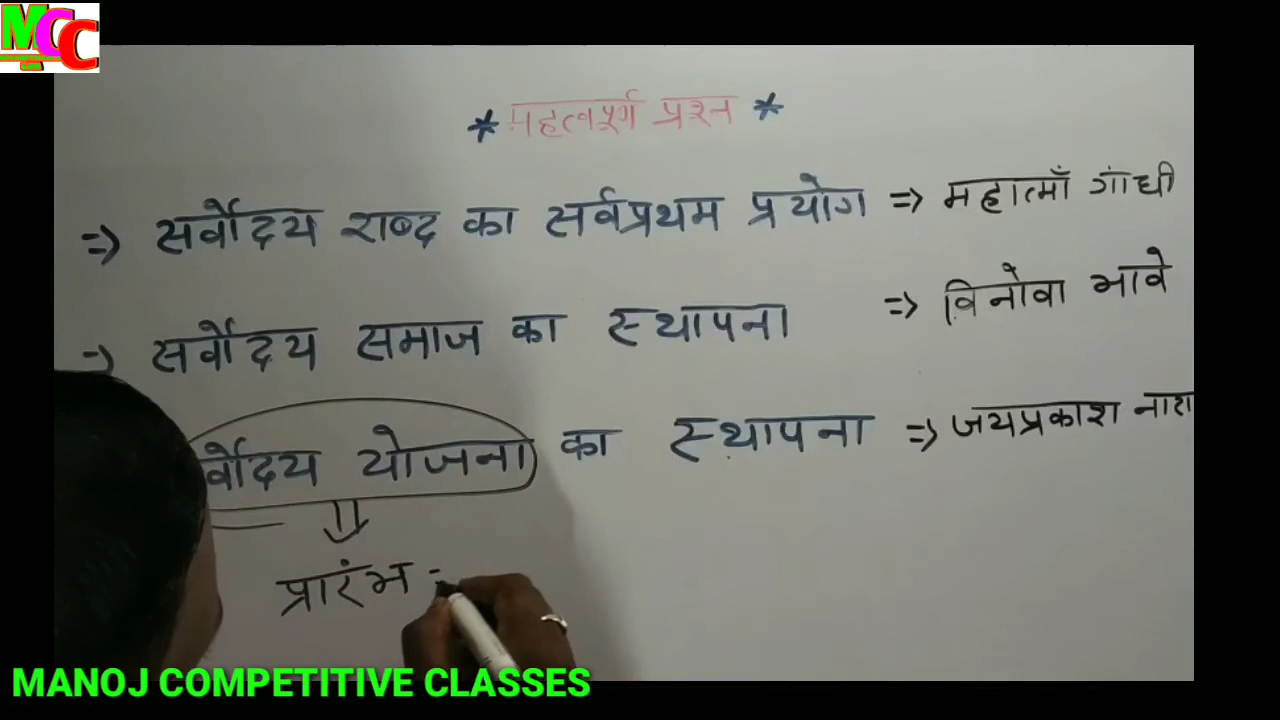 MCC
* महत्वपूर्ण प्रश्न *
=> सर्वोदय शब्द का सर्वप्रथम प्रयोग => महात्माँ गांधी
=> सर्वोदय समाज का स्थापना => विनोवा भावे
र्वोदय योजना का स्थापना => जयप्रकाश नारा
प्रारंभ =
MANOJ COMPETITIVE CLASSES